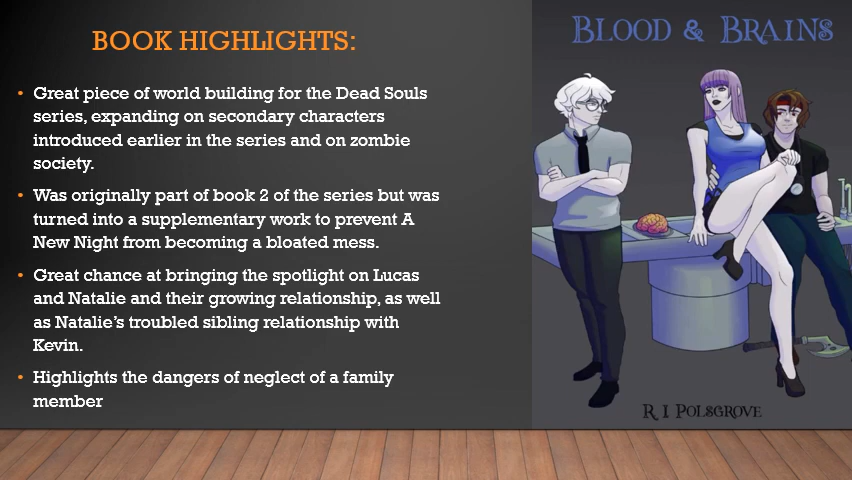 BOOK HIGHLIGHTS:
• Great piece of world building for the Dead Souls
series, expanding on secondary characters
introduced earlier in the series and on zombie
society.
• Was originally part of book 2 of the series but was
turned into a supplementary work to prevent A
New Night from becoming a bloated mess.
• Great chance at bringing the spotlight on Lucas
and Natalie and their growing relationship, as well
as Natalie’s troubled sibling relationship with
Kevin.
• Highlights the dangers of neglect of a family
member
BLOOD & BRAINS
R I POLSGROVE